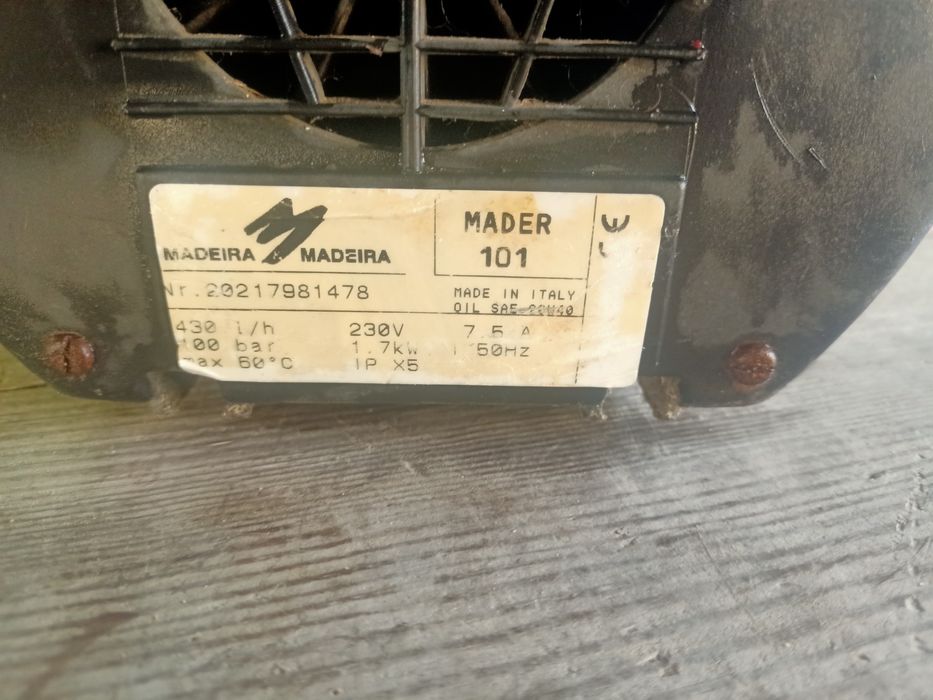 MADEIRA MADEIRA
MADER
101
CE
Nr.20217981478
MADE IN ITALY
OIL SAE 20W40
430 l/h 230V 7.5 A
100 bar 1.7kW 50Hz
max 60°C IP X5